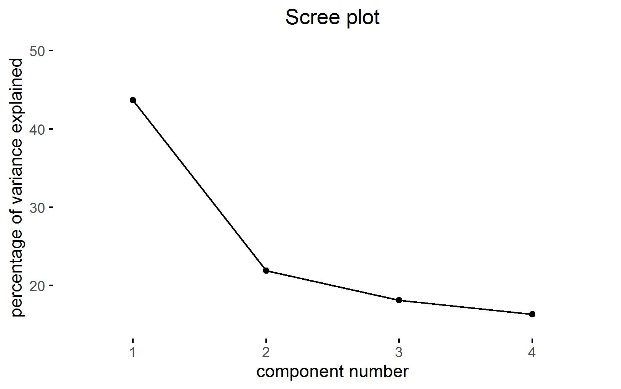 Scree plot
percentage of variance explained
50
40
30
20
1 2 3 4
component number